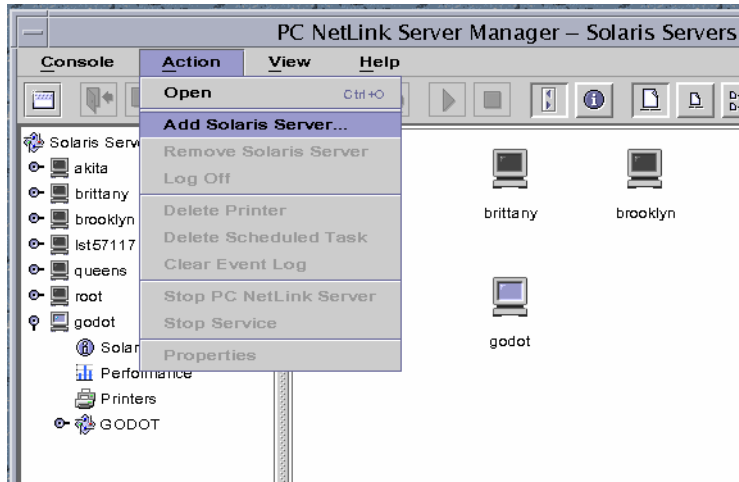 PC NetLink Server Manager – Solaris Servers
Console Action View Help
Open Ctrl+O
Add Solaris Server...
Remove Solaris Server
Log Off
Delete Printer
Delete Scheduled Task
Clear Event Log
Stop PC NetLink Server
Stop Service
Properties
Solaris Serv
akita
brittany
brooklyn
lst57117
queens
root
godot
Solar
Performance
Printers
GODOT
brittany brooklyn
godot